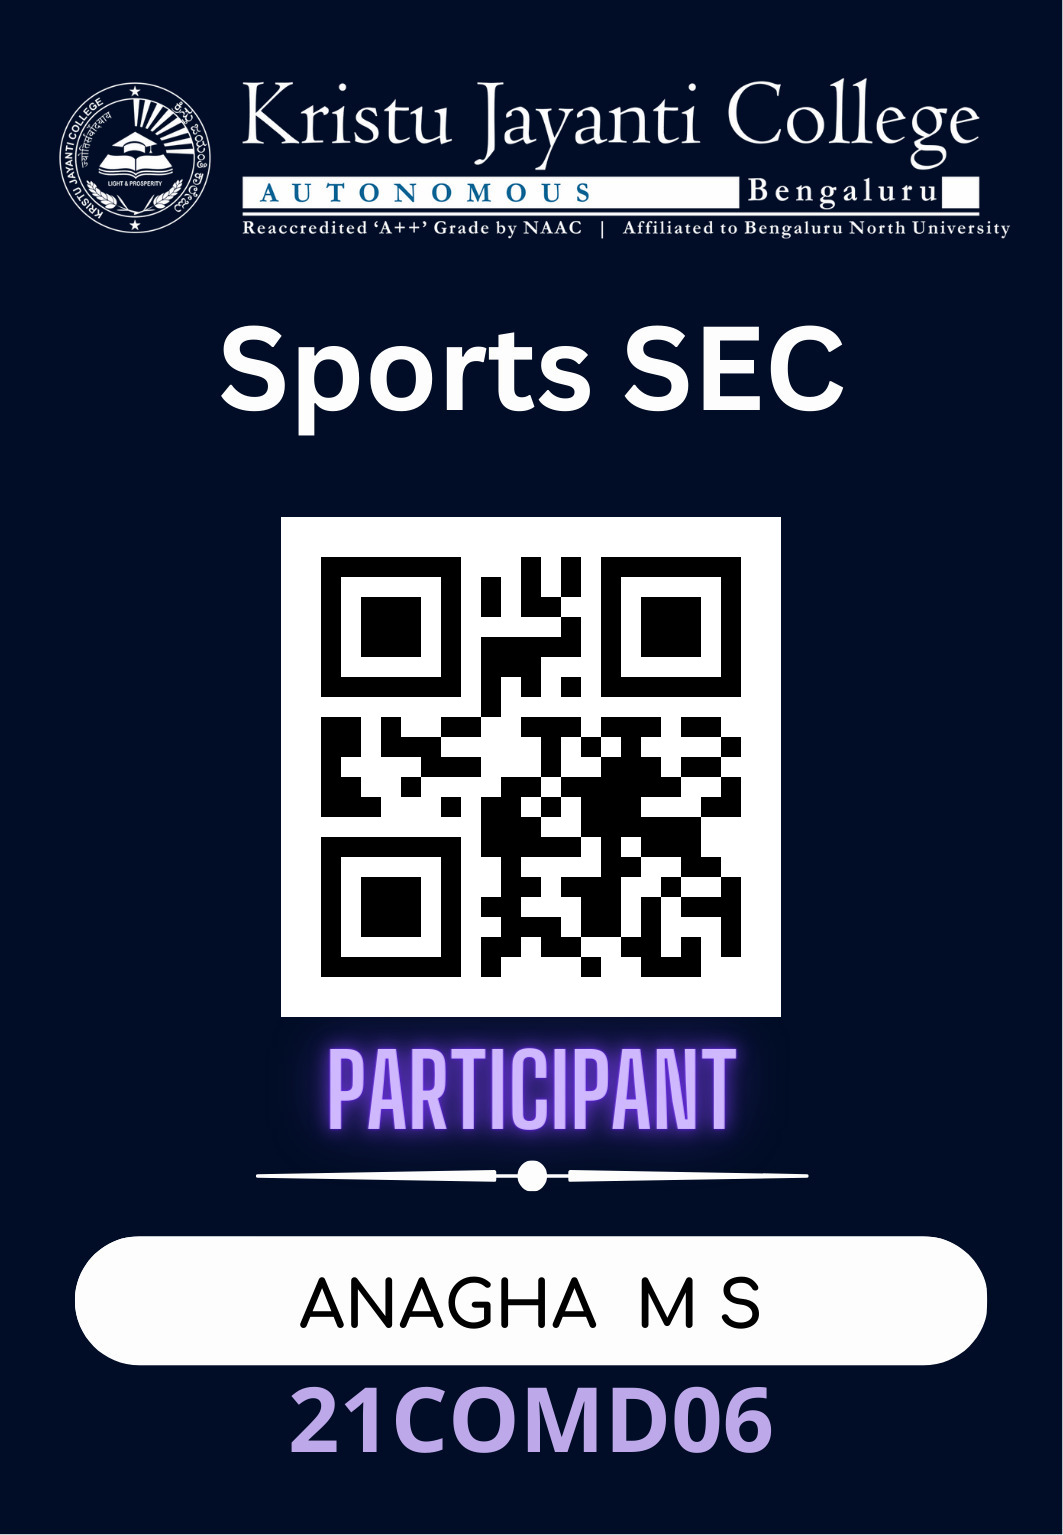 KRISTU JAYANTI COLLEGE
ಕ್ರಿಸ್ತು ಜಯಂತಿ ಕಾಲೇಜು
LIGHT & PROSPERITY
Kristu Jayanti College
AUTONOMOUS Bengaluru
Reaccredited ‘A++’ Grade by NAAC | Affiliated to Bengaluru North University
Sports SEC
PARTICIPANT
ANAGHA M S
21COMD06